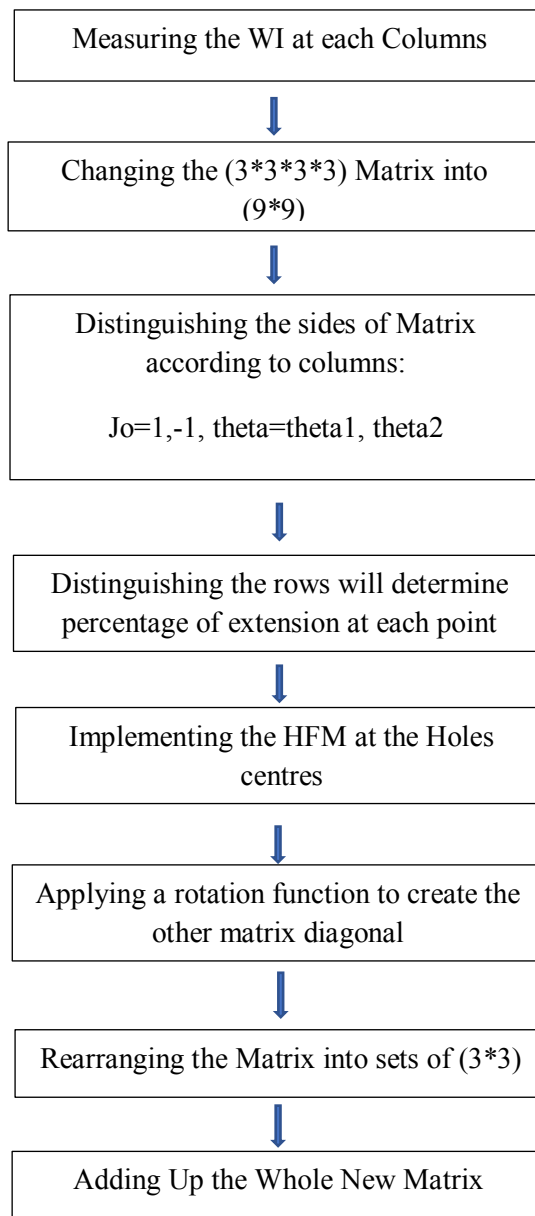 Measuring the WI at each Columns
Changing the (3*3*3*3) Matrix into
(9*9)
Distinguishing the sides of Matrix
according to columns:
Jo=1,-1, theta=theta1, theta2
Distinguishing the rows will determine
percentage of extension at each point
Implementing the HFM at the Holes
centres
Applying a rotation function to create the
other matrix diagonal
Rearranging the Matrix into sets of (3*3)
Adding Up the Whole New Matrix